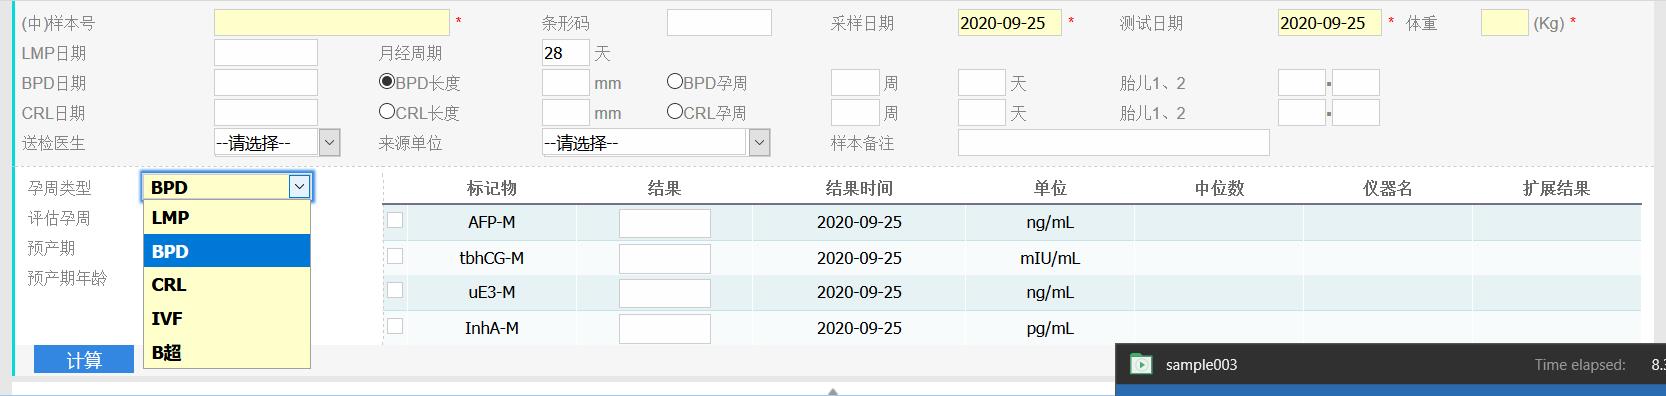 (中)样本号 * 条形码 采样日期 2020-09-25 * 测试日期 2020-09-25 * 体重 (Kg) *
LMP日期 月经周期 28 天
BPD日期 BPD长度 mm BPD孕周 周 天 胎儿1、2 -
CRL日期 CRL长度 mm CRL孕周 周 天 胎儿1、2 -
送检医生 --请选择-- 来源单位 --请选择-- 样本备注
孕周类型 BPD
LMP
BPD
CRL
IVF
B超
评估孕周
预产期
预产期年龄
计算
标记物 结果 结果时间 单位 中位数 仪器名 扩展结果
AFP-M 2020-09-25 ng/mL
tbhCG-M 2020-09-25 mIU/mL
uE3-M 2020-09-25 ng/mL
InhA-M 2020-09-25 pg/mL
sample003 Time elapsed: